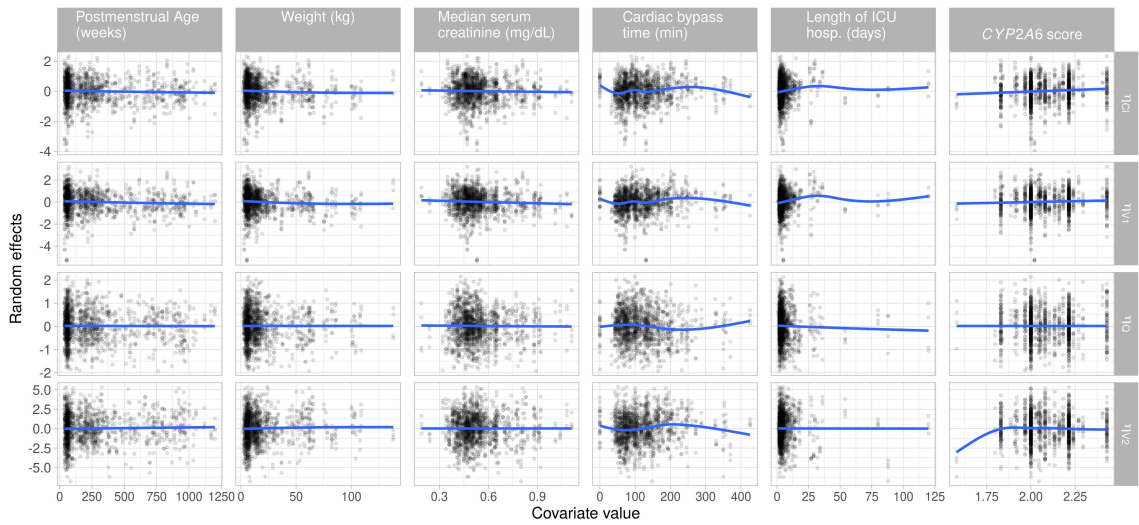 Postmenstrual Age
(weeks)
Weight (kg)
Median serum
creatinine (mg/dL)
Cardiac bypass
time (min)
Length of ICU
hosp. (days)
CYP2A6 score
Random effects
2
0
-2
-4
ηCl
2
0
-2
-4
ηV1
2
1
0
-1
-2
ηQ
5.0
2.5
0.0
-2.5
-5.0
ηV2
0 250 500 750 1000 1250
0 50 100
0.3 0.6 0.9
0 100 200 300 400
0 25 50 75 100 125
1.75 2.00 2.25
Covariate value